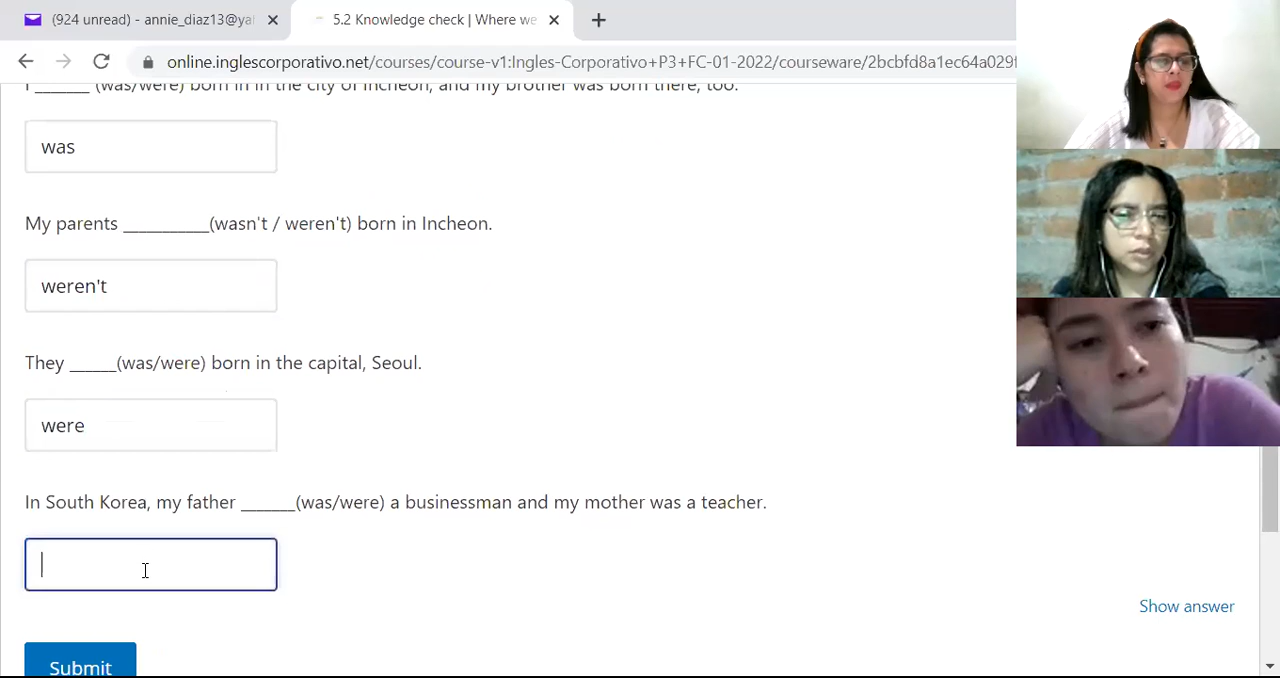 (924 unread) - annie_diaz13@ya
5.2 Knowledge check | Where we
online.inglescorporativo.net/courses/course-v1:Ingles-Corporativo+P3+FC-01-2022/courseware/2bcbfd8a1ec64a029f
I _______ (was/were) born in in the city of Incheon, and my brother was born there, too.
was
My parents __________(wasn't / weren't) born in Incheon.
weren't
They _____(was/were) born in the capital, Seoul.
were
In South Korea, my father ______(was/were) a businessman and my mother was a teacher.
Show answer
Submit